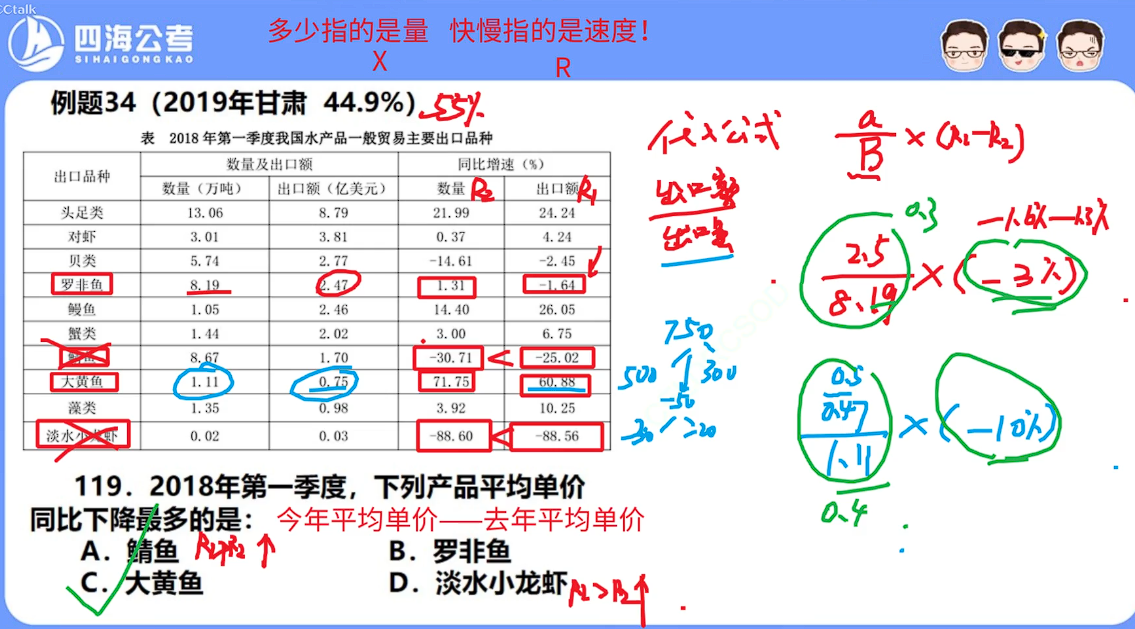 CCtalk
四海公考
SIHAIGONGKAO
多少指的是量 快慢指的是速度！
X R
例题34（2019年甘肃 44.9%） 55%
表 2018 年第一季度我国水产品一般贸易主要出口品种
出口品种 数量及出口额 同比增速（%）
数量（万吨） 出口额（亿美元） 数量 R2 出口额 R1
头足类 13.06 8.79 21.99 24.24
对虾 3.01 3.81 0.37 4.24
贝类 5.74 2.77 -14.61 -2.45
罗非鱼 8.19 2.47 1.31 -1.64
鳗鱼 1.05 2.46 14.40 26.05
蟹类 1.44 2.02 3.00 6.75
鲭鱼 8.67 1.70 -30.71 < -25.02
大黄鱼 1.11 0.75 71.75 60.88
藻类 1.35 0.98 3.92 10.25
淡水小龙虾 0.02 0.03 -88.60 < -88.56
代入公式 a/B × (R1-R2)
出口额
出口量
0.3
-1.6%-1.3%
2.5/8.19 × (-3%)
750
500 300
-50
-30 -20
0.5
0.47/1.11 × (-10%)
0.4
119．2018年第一季度，下列产品平均单价
同比下降最多的是： 今年平均单价——去年平均单价
A．鲭鱼 R1>R2↑ B．罗非鱼
C．大黄鱼 D．淡水小龙虾 R1>R2↑